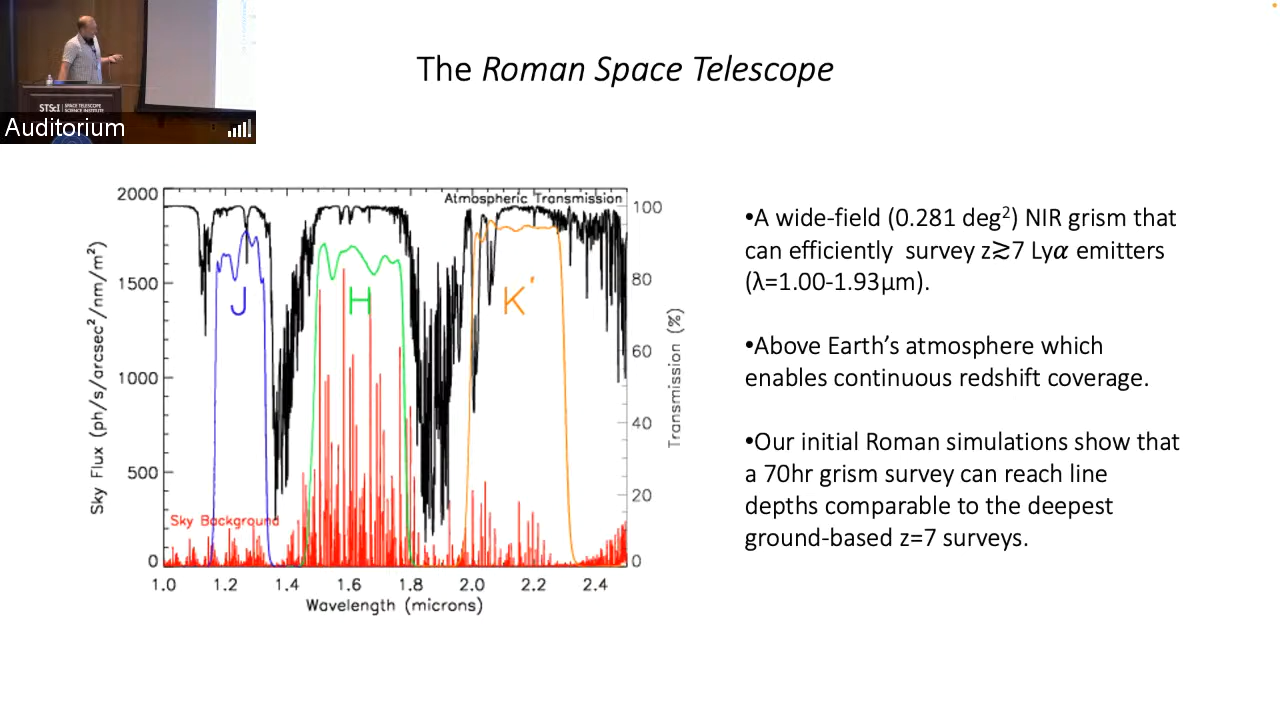 STScI | SPACE TELESCOPE
SCIENCE INSTITUTE
Auditorium
The Roman Space Telescope
Atmospheric Transmission
2000
1500
1000
500
0
100
80
60
40
20
0
J
H
K′
Sky Background
Sky Flux (ph/s/arcsec²/nm/m²)
Transmission (%)
1.0 1.2 1.4 1.6 1.8 2.0 2.2 2.4
Wavelength (microns)
•A wide-field (0.281 deg²) NIR grism that
can efficiently survey z≳7 Ly𝛼 emitters
(λ=1.00-1.93μm).
•Above Earth’s atmosphere which
enables continuous redshift coverage.
•Our initial Roman simulations show that
a 70hr grism survey can reach line
depths comparable to the deepest
ground-based z=7 surveys.